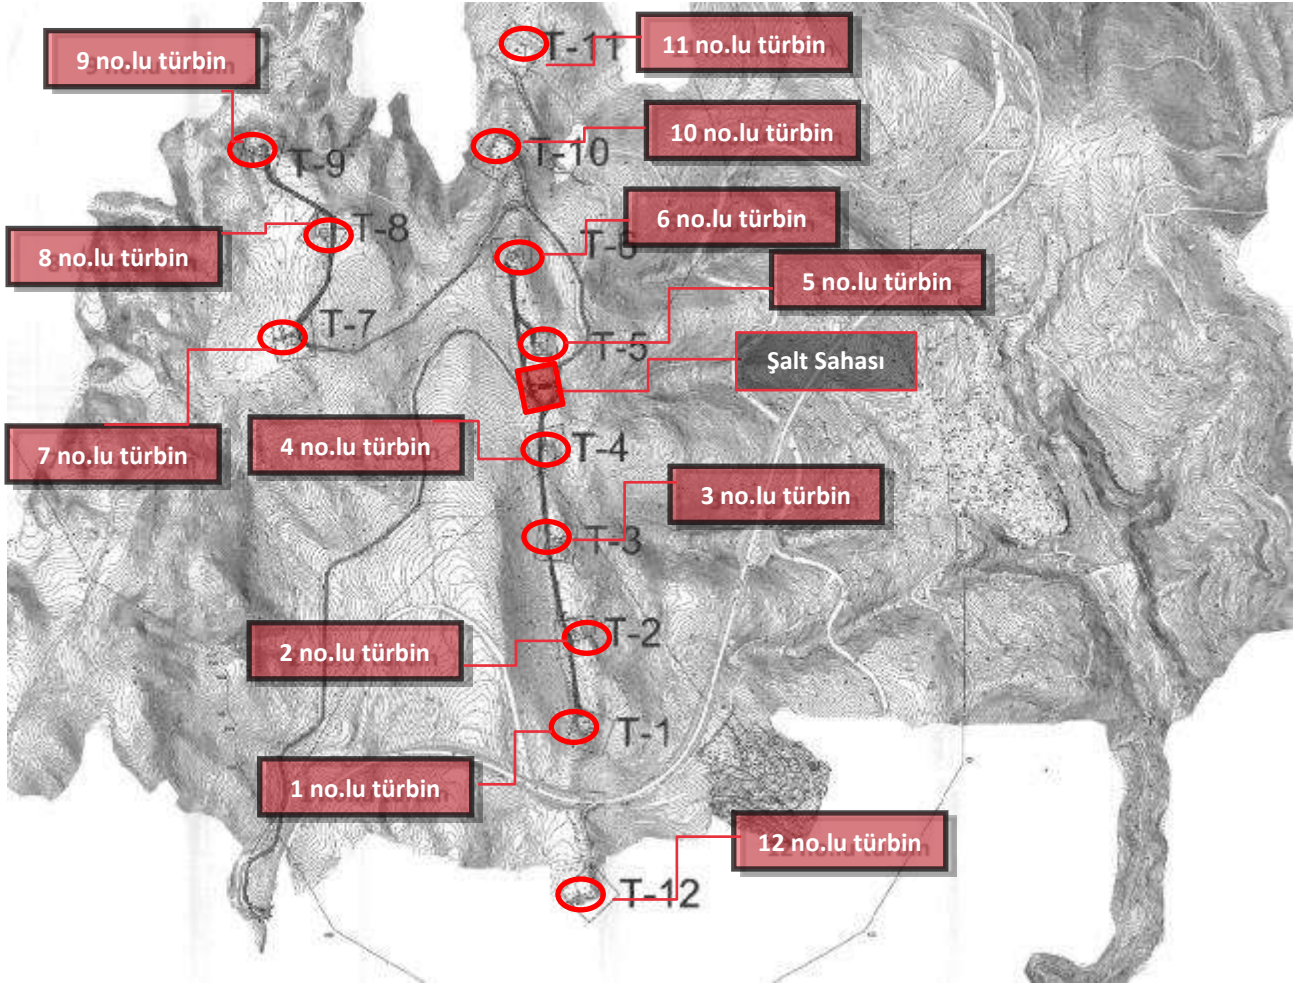 11 no.lu türbin
T-11
9 no.lu türbin
10 no.lu türbin
T-10
T-9
6 no.lu türbin
T-8
T-6
8 no.lu türbin
5 no.lu türbin
T-7
T-5
Şalt Sahası
4 no.lu türbin
T-4
7 no.lu türbin
3 no.lu türbin
T-3
T-2
2 no.lu türbin
T-1
1 no.lu türbin
12 no.lu türbin
T-12